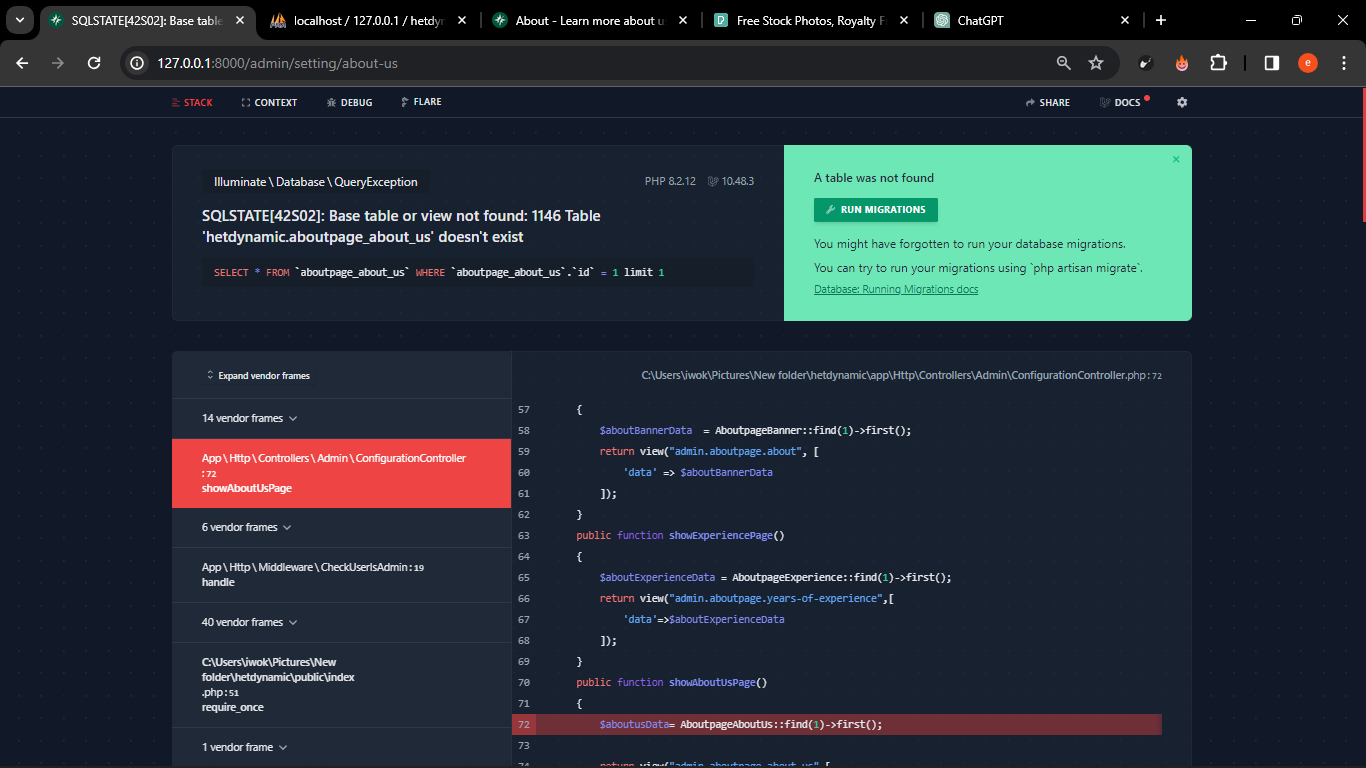 SQLSTATE[42S02]: Base table
localhost / 127.0.0.1 / hetdyn
About - Learn more about u
Free Stock Photos, Royalty F
ChatGPT
127.0.0.1:8000/admin/setting/about-us
e
STACK
CONTEXT
DEBUG
FLARE
SHARE
DOCS
Illuminate\Database\QueryException
PHP 8.2.12
10.48.3
SQLSTATE[42S02]: Base table or view not found: 1146 Table
'hetdynamic.aboutpage_about_us' doesn't exist
SELECT * FROM `aboutpage_about_us` WHERE `aboutpage_about_us`.`id` = 1 limit 1
A table was not found
RUN MIGRATIONS
You might have forgotten to run your database migrations.
You can try to run your migrations using `php artisan migrate`.
Database: Running Migrations docs
Expand vendor frames
14 vendor frames
App\Http\Controllers\Admin\ConfigurationController
:72
showAboutUsPage
6 vendor frames
App\Http\Middleware\CheckUserIsAdmin:19
handle
40 vendor frames
C:\Users\iwok\Pictures\New
folder\hetdynamic\public\index
.php:51
require_once
1 vendor frame
C:\Users\iwok\Pictures\New folder\hetdynamic\app\Http\Controllers\Admin\ConfigurationController.php:72
57 {
58 $aboutBannerData  = AboutpageBanner::find(1)->first();
59 return view("admin.aboutpage.about", [
60 'data' => $aboutBannerData
61 ]);
62 }
63 public function showExperiencePage()
64 {
65 $aboutExperienceData = AboutpageExperience::find(1)->first();
66 return view("admin.aboutpage.years-of-experience",[
67 'data'=>$aboutExperienceData
68 ]);
69 }
70 public function showAboutUsPage()
71 {
72 $aboutusData= AboutpageAboutUs::find(1)->first();
73
74 return view("admin.aboutpage.about-us",[